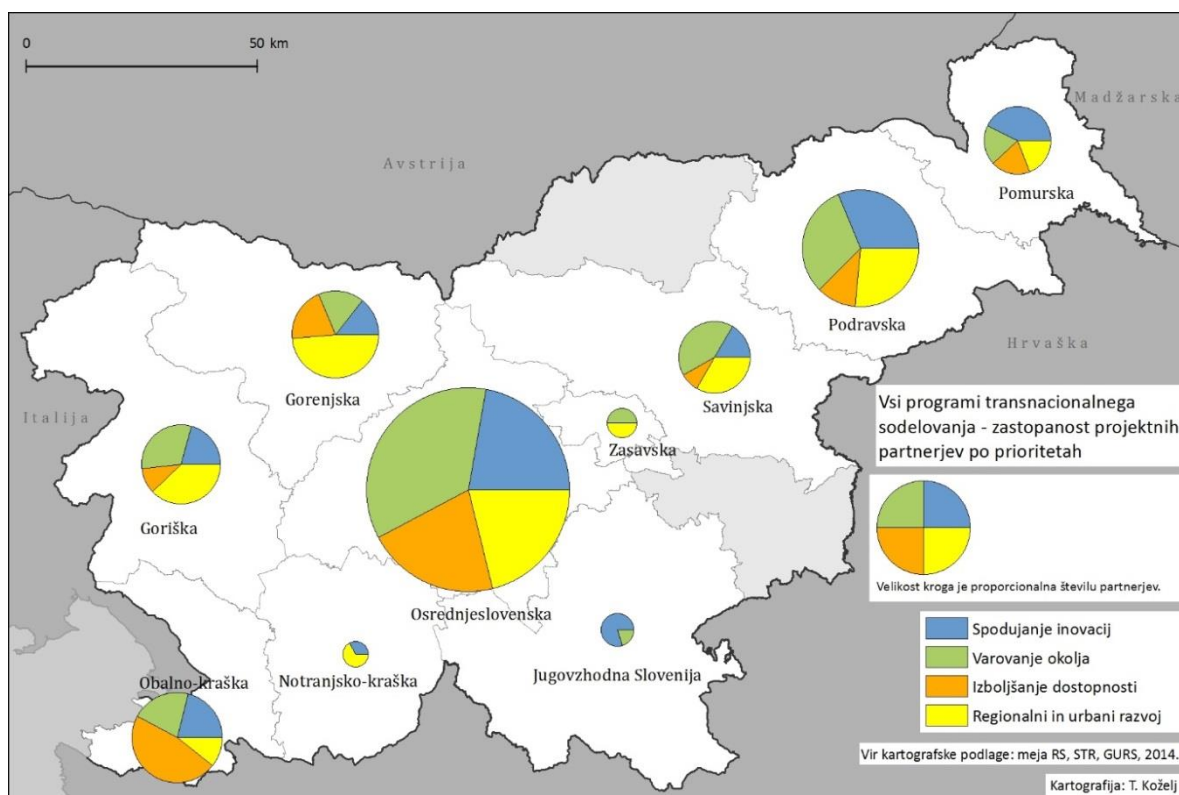 0
50 km
Madžarska
Avstrija
Pomurska
Podravska
Hrvaška
Gorenjska
Savinjska
Italija
Zasavska
Goriška
Osrednjeslovenska
Obalno-kraška
Notranjsko-kraška
Jugovzhodna Slovenija
Vsi programi transnacionalnega
sodelovanja - zastopanost projektnih
partnerjev po prioritetah
Velikost kroga je proporcionalna številu partnerjev.
Spodujanje inovacij
Varovanje okolja
Izboljšanje dostopnosti
Regionalni in urbani razvoj
Vir kartografske podlage: meja RS, STR, GURS, 2014.
Kartografija: T. Koželj